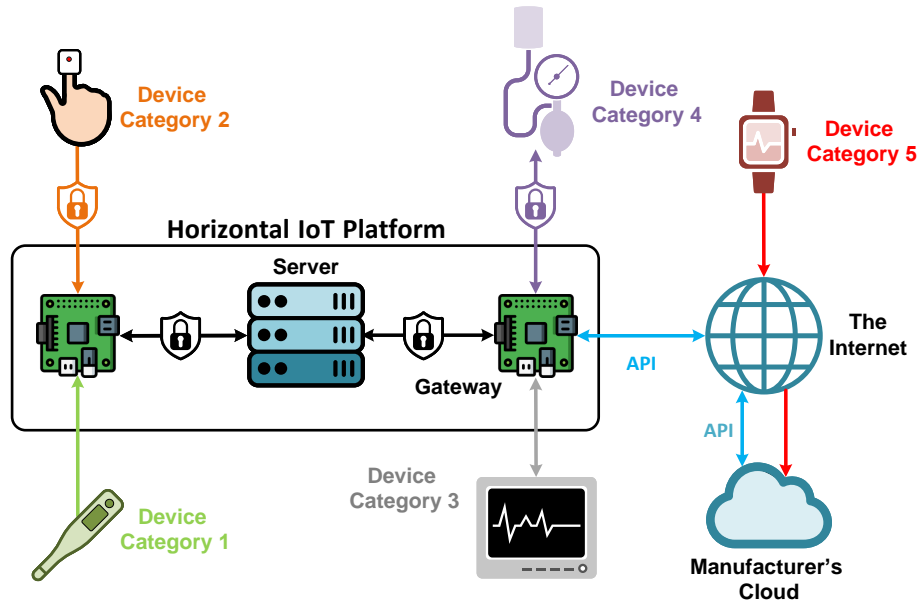 Device
Category 2
Device
Category 4
Device
Category 5
Horizontal IoT Platform
Server
The
Internet
API
Gateway
API
Device
Category 3
Device
Category 1
Manufacturer's
Cloud